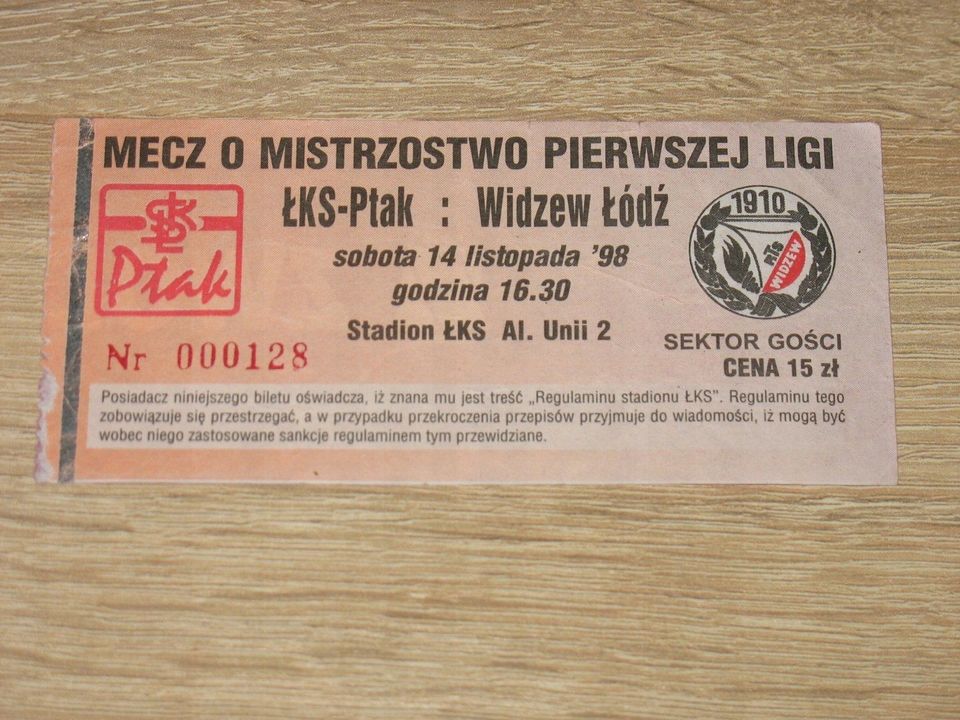 MECZ O MISTRZOSTWO PIERWSZEJ LIGI
ŁKS
Ptak
ŁKS-Ptak : Widzew Łódź
sobota 14 listopada '98
godzina 16.30
Stadion ŁKS Al. Unii 2
Nr 000128
1910
RTS
WIDZEW
SEKTOR GOŚCI
CENA 15 zł
Posiadacz niniejszego biletu oświadcza, iż znana mu jest treść „Regulaminu stadionu ŁKS”. Regulaminu tego
zobowiązuje się przestrzegać, a w przypadku przekroczenia przepisów przyjmuje do wiadomości, iż mogą być
wobec niego zastosowane sankcje regulaminem tym przewidziane.